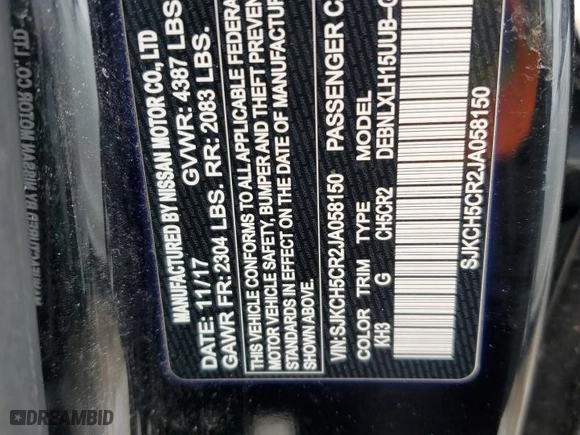 MANUFACTURED BY NISSAN MOTOR CO., LTD
DATE: 11/17 GVWR: 4387 LBS
GAWR FR: 2304 LBS. RR: 2083 LBS.
THIS VEHICLE CONFORMS TO ALL APPLICABLE FEDERA
MOTOR VEHICLE SAFETY, BUMPER AND THEFT PREVEN
STANDARDS IN EFFECT ON THE DATE OF MANUFACTU
SHOWN ABOVE.
VIN: SJKCH5CR2JA058150 PASSENGER CA
COLOR TRIM TYPE DEBNLXLH15UUB-
KH3 G CH5CR2
SJKCH5CR2JA058150
DREAMBID